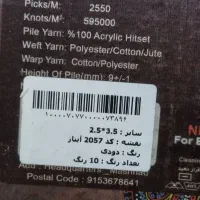 Picks/M: 2550
Knots/M²: 595000
Pile Yarn: %100 Acrylic Hitset
Weft Yarn: Polyester/Cotton/Jute
Warp Yarn: Cotton/Polyester
Height Of Pile(mm): 9+/-1
سایز : 3.5*2.5
نقشه : کد 2057 آیناز
رنگ : دودی
تعداد رنگ : 10 رنگ
Postal Code : 9153678641